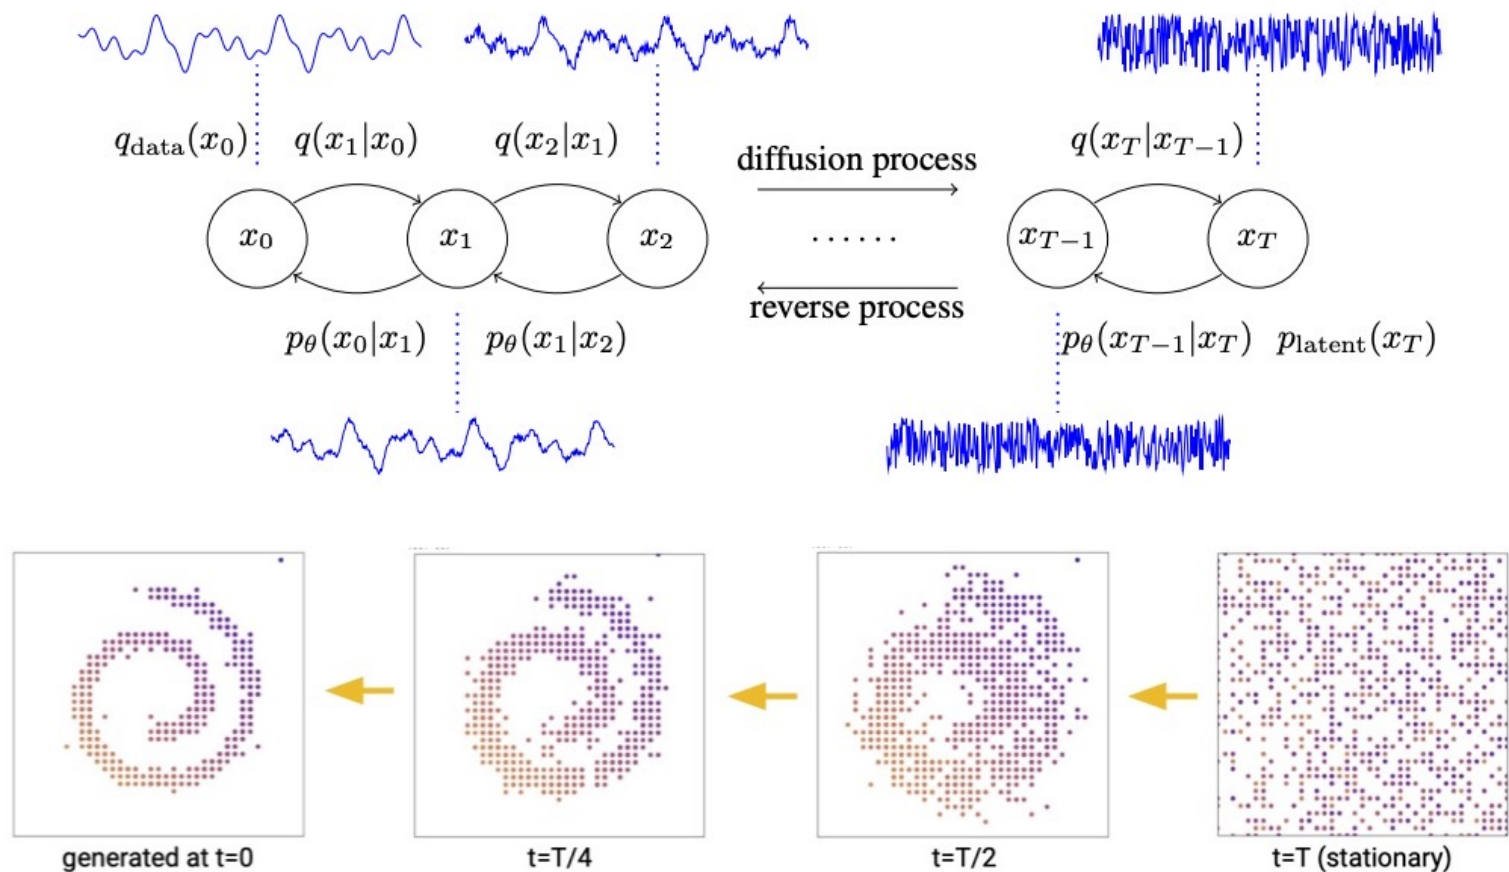 q_data(x_0) q(x_1|x_0) q(x_2|x_1) q(x_T|x_{T−1})
diffusion process
x_0 x_1 x_2 ...... x_{T−1} x_T
reverse process
p_θ(x_0|x_1) p_θ(x_1|x_2) p_θ(x_{T−1}|x_T) p_latent(x_T)
generated at t=0 t=T/4 t=T/2 t=T (stationary)